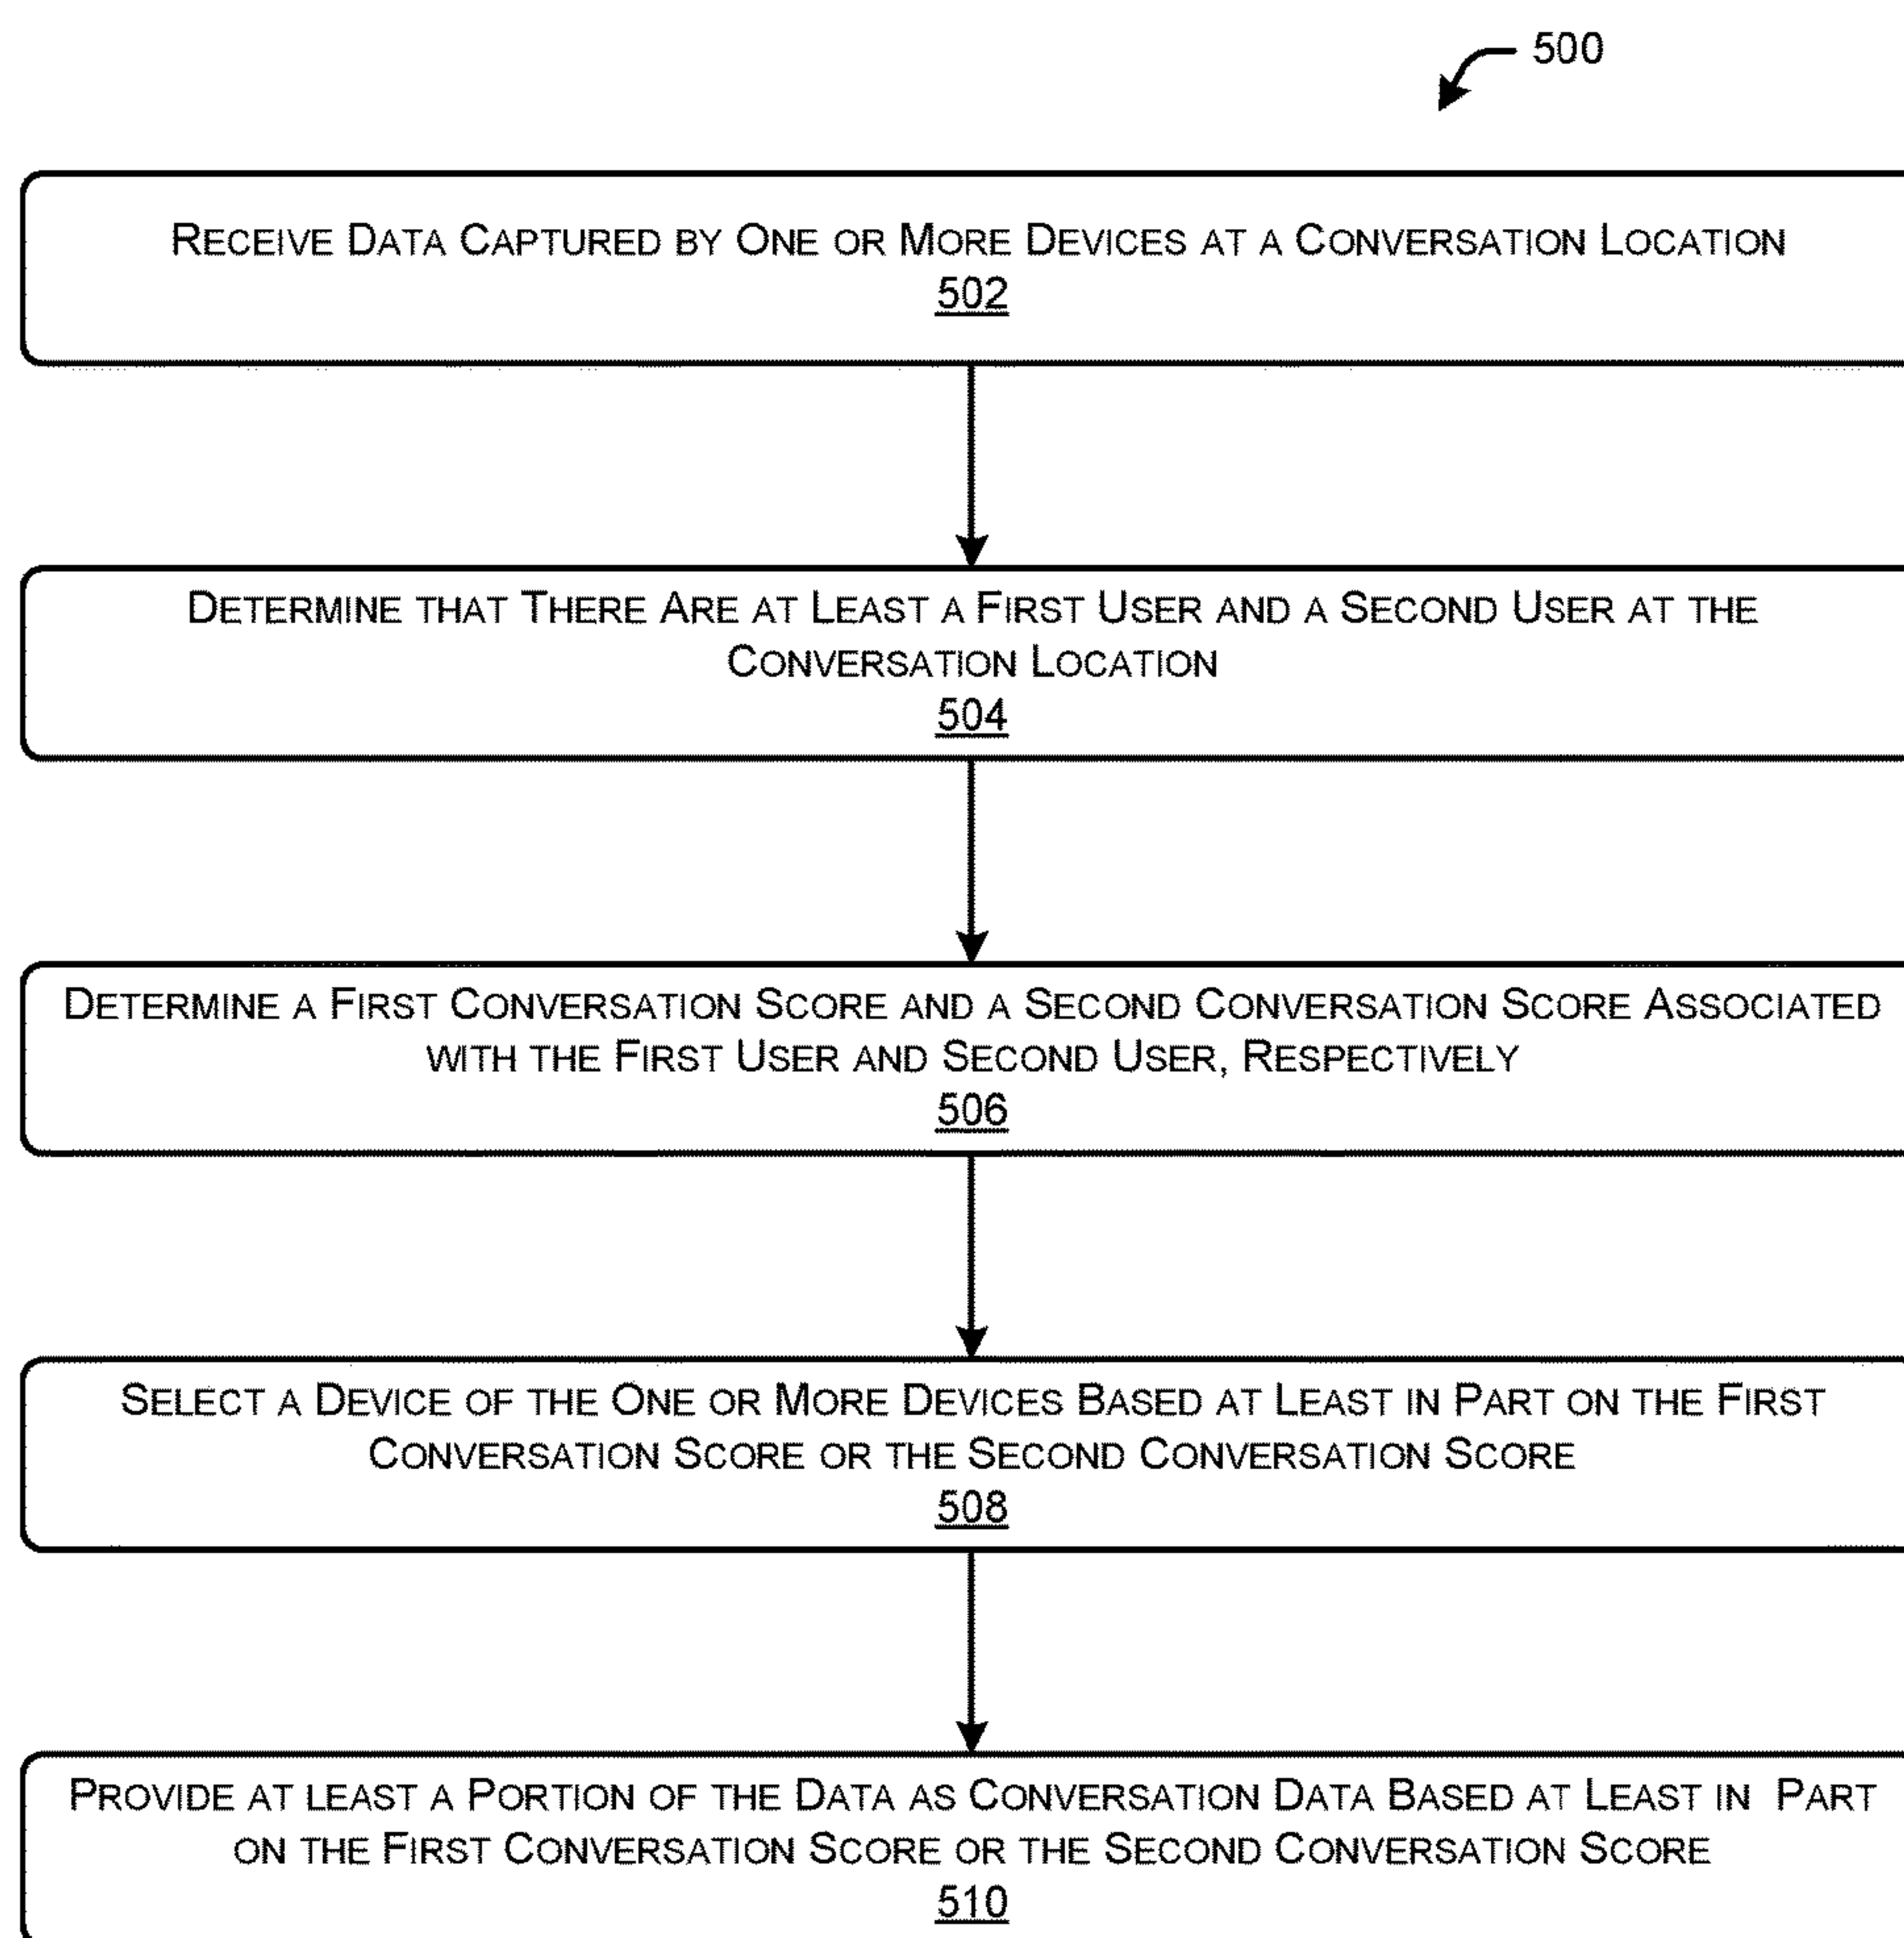 500
RECEIVE DATA CAPTURED BY ONE OR MORE DEVICES AT A CONVERSATION LOCATION
502
DETERMINE THAT THERE ARE AT LEAST A FIRST USER AND A SECOND USER AT THE
CONVERSATION LOCATION
504
DETERMINE A FIRST CONVERSATION SCORE AND A SECOND CONVERSATION SCORE ASSOCIATED
WITH THE FIRST USER AND SECOND USER, RESPECTIVELY
506
SELECT A DEVICE OF THE ONE OR MORE DEVICES BASED AT LEAST IN PART ON THE FIRST
CONVERSATION SCORE OR THE SECOND CONVERSATION SCORE
508
PROVIDE AT LEAST A PORTION OF THE DATA AS CONVERSATION DATA BASED AT LEAST IN PART
ON THE FIRST CONVERSATION SCORE OR THE SECOND CONVERSATION SCORE
510